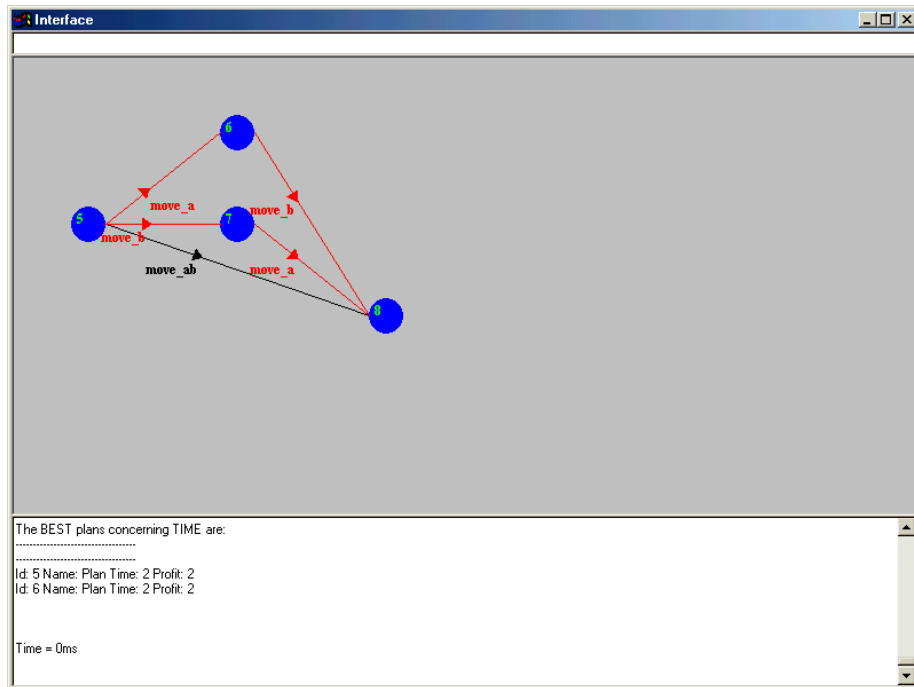 Interface
6
move_a
5
7
move_b
move_b
move_ab
move_a
8
The BEST plans concerning TIME are:
-----------------------------------
-----------------------------------
Id: 5 Name: Plan Time: 2 Profit: 2
Id: 6 Name: Plan Time: 2 Profit: 2
Time = 0ms